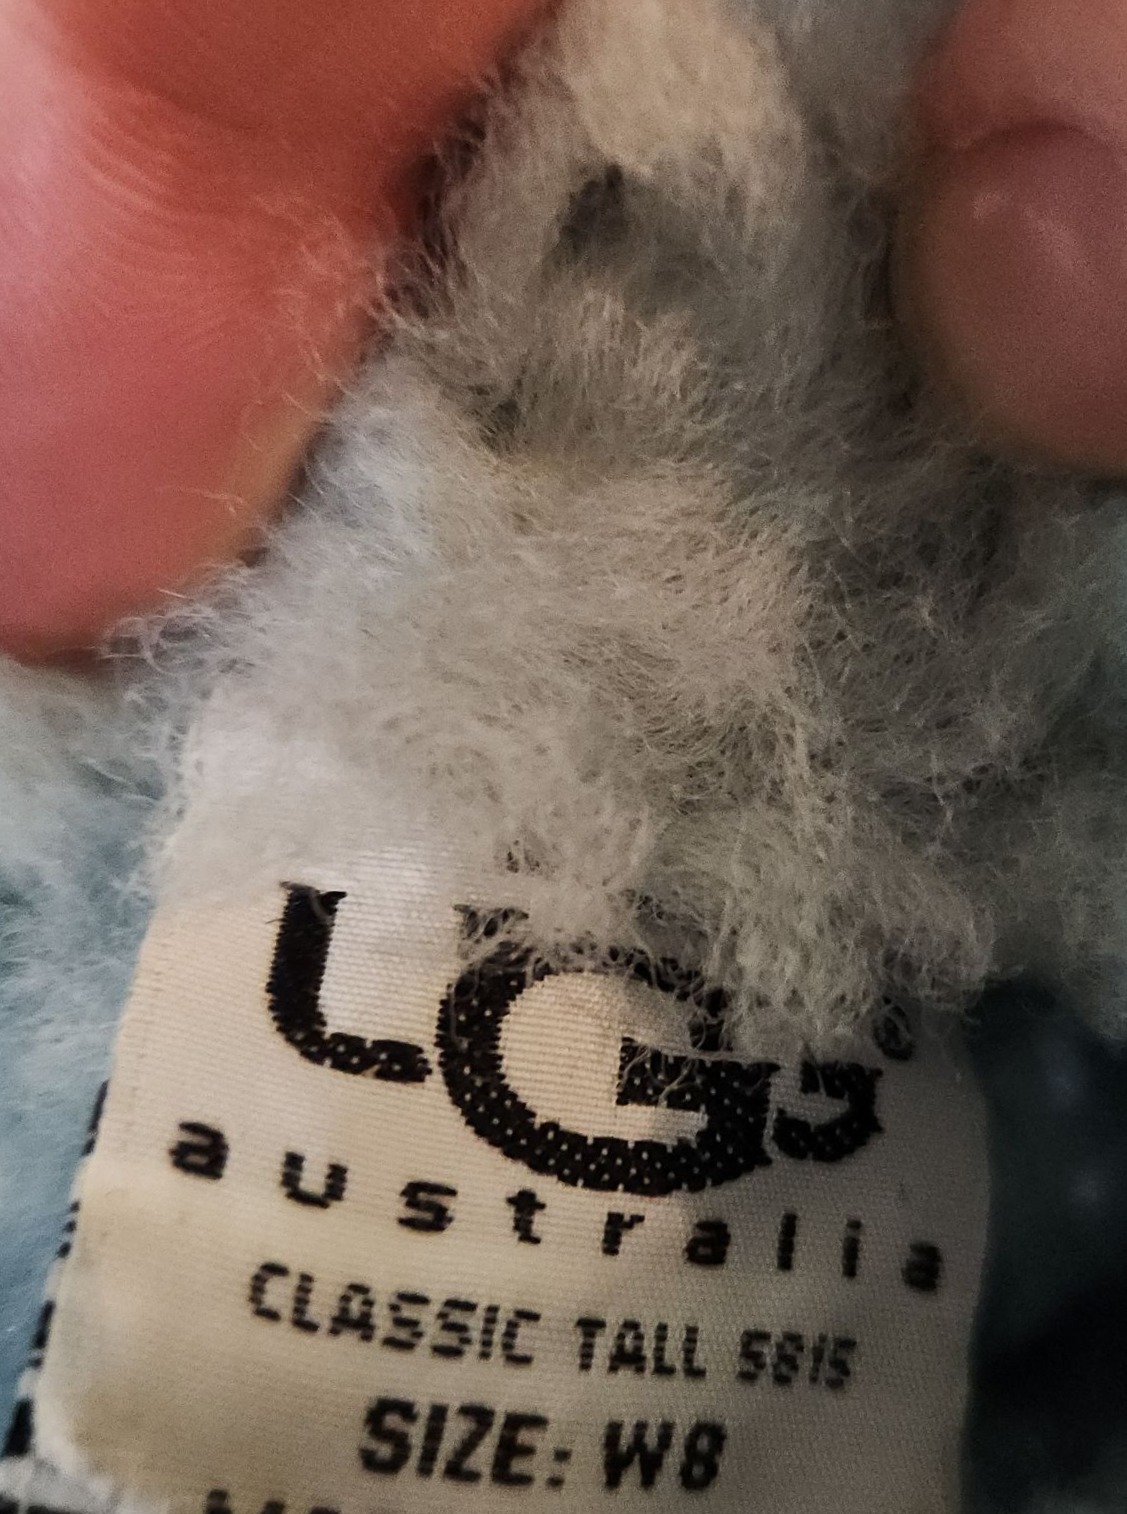 UGG®
australia
CLASSIC TALL 5815
SIZE: W8